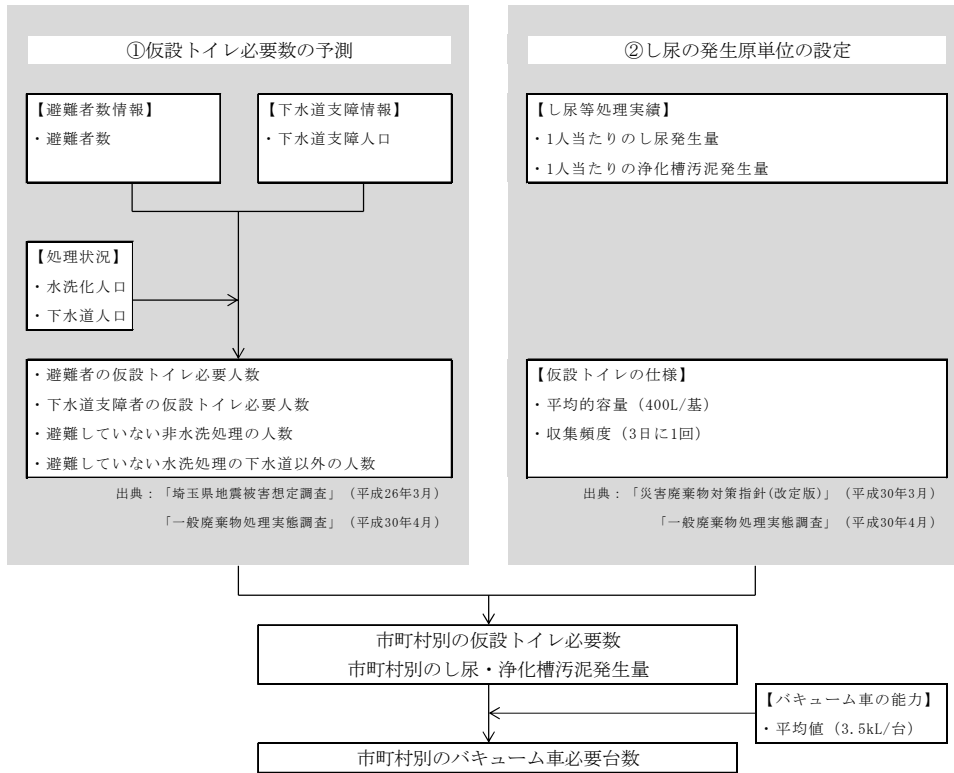 ①仮設トイレ必要数の予測
【避難者数情報】
・避難者数
【下水道支障情報】
・下水道支障人口
【処理状況】
・水洗化人口
・下水道人口
・避難者の仮設トイレ必要人数
・下水道支障者の仮設トイレ必要人数
・避難していない非水洗処理の人数
・避難していない水洗処理の下水道以外の人数
出典：「埼玉県地震被害想定調査」（平成26年3月）
「一般廃棄物処理実態調査」（平成30年4月）
②し尿の発生原単位の設定
【し尿等処理実績】
・1人当たりのし尿発生量
・1人当たりの浄化槽汚泥発生量
【仮設トイレの仕様】
・平均的容量（400L/基）
・収集頻度（3日に1回）
出典：「災害廃棄物対策指針(改定版)」（平成30年3月）
「一般廃棄物処理実態調査」（平成30年4月）
市町村別の仮設トイレ必要数
市町村別のし尿・浄化槽汚泥発生量
【バキューム車の能力】
・平均値（3.5kL/台）
市町村別のバキューム車必要台数